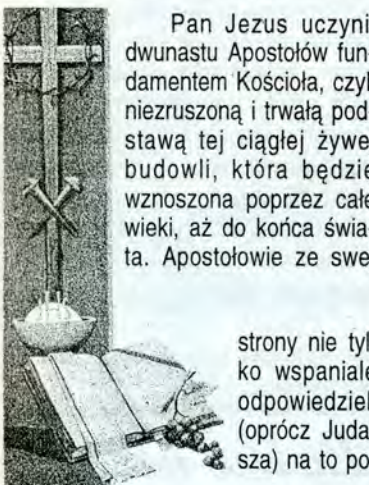 Pan Jezus uczyni
dwunastu Apostołów fun-
damentem Kościoła, czyl
niezruszoną i trwałą pod-
stawą tej ciągłej żywe
budowli, która będzie
wznoszona poprzez całe
wieki, aż do końca świa-
ta. Apostołowie ze swe
strony nie tyl
ko wspaniale
odpowiedziel
(oprócz Juda
sza) na to po